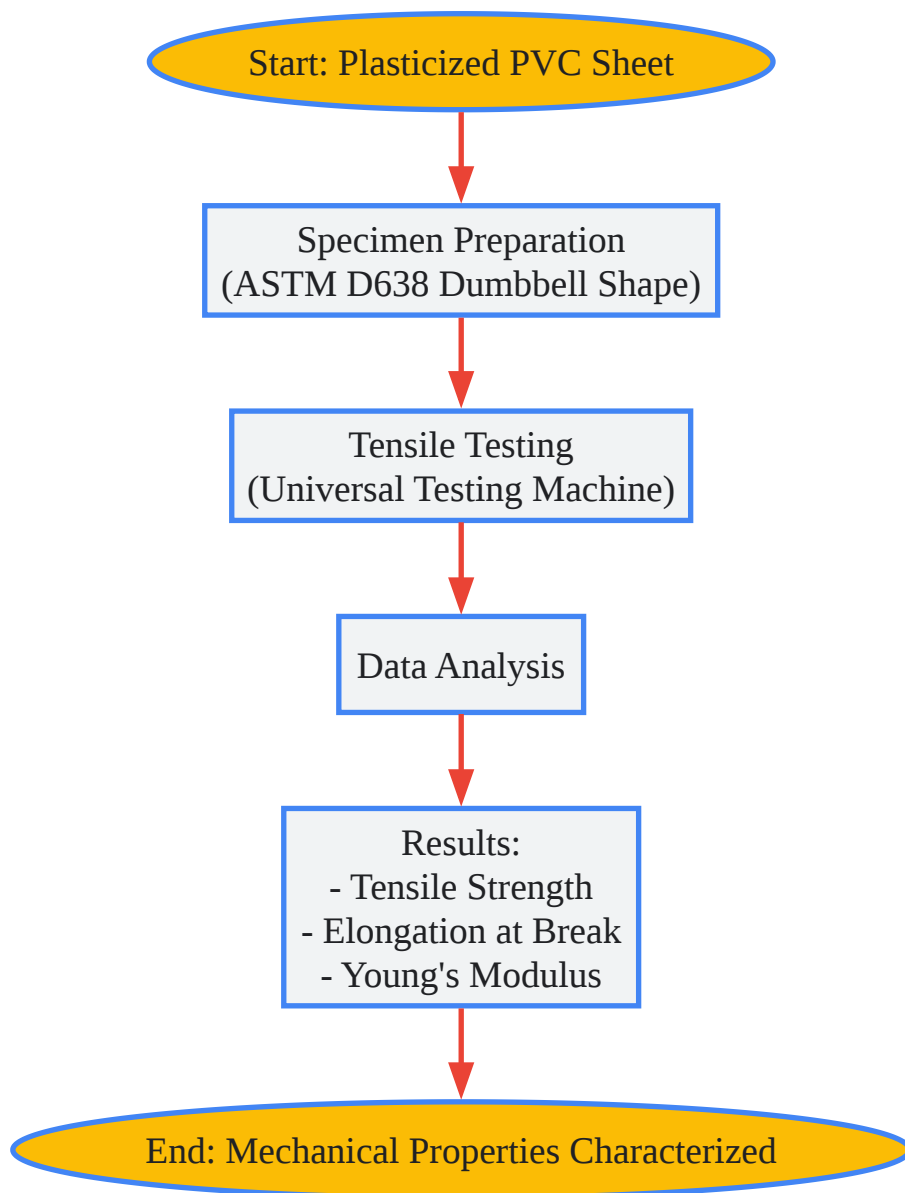 Start: Plasticized PVC Sheet
Specimen Preparation
(ASTM D638 Dumbbell Shape)
Tensile Testing
(Universal Testing Machine)
Data Analysis
Results:
- Tensile Strength
- Elongation at Break
- Young's Modulus
End: Mechanical Properties Characterized